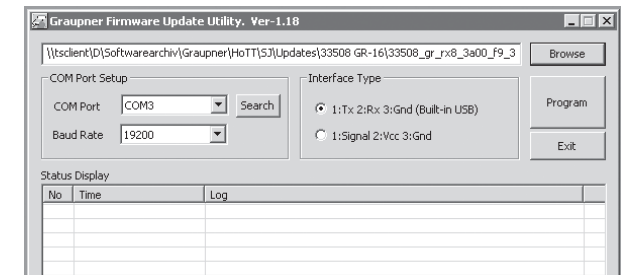 Graupner Firmware Update Utility. Ver-1.18
\\tsclient\D\Softwarearchiv\Graupner\HoTT\SJ\Updates\33508 GR-16\33508_gr_rx8_3a00_f9_3
Browse
COM Port Setup
Interface Type
COM Port COM3 Search
1:Tx 2:Rx 3:Gnd (Built-in USB)
Program
Baud Rate 19200
1:Signal 2:Vcc 3:Gnd
Exit
Status Display
No Time Log